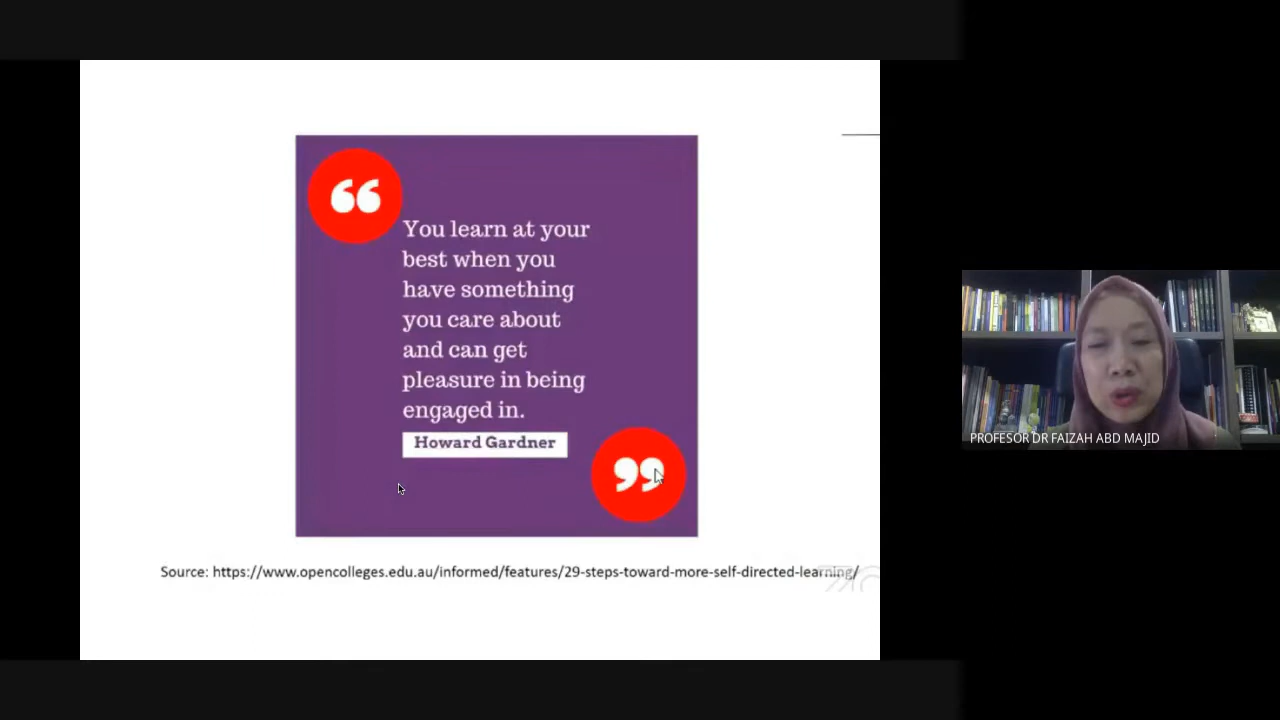 You learn at your
best when you
have something
you care about
and can get
pleasure in being
engaged in.
Howard Gardner
Source: https://www.opencolleges.edu.au/informed/features/29-steps-toward-more-self-directed-learning/
PROFESOR DR FAIZAH ABD MAJID